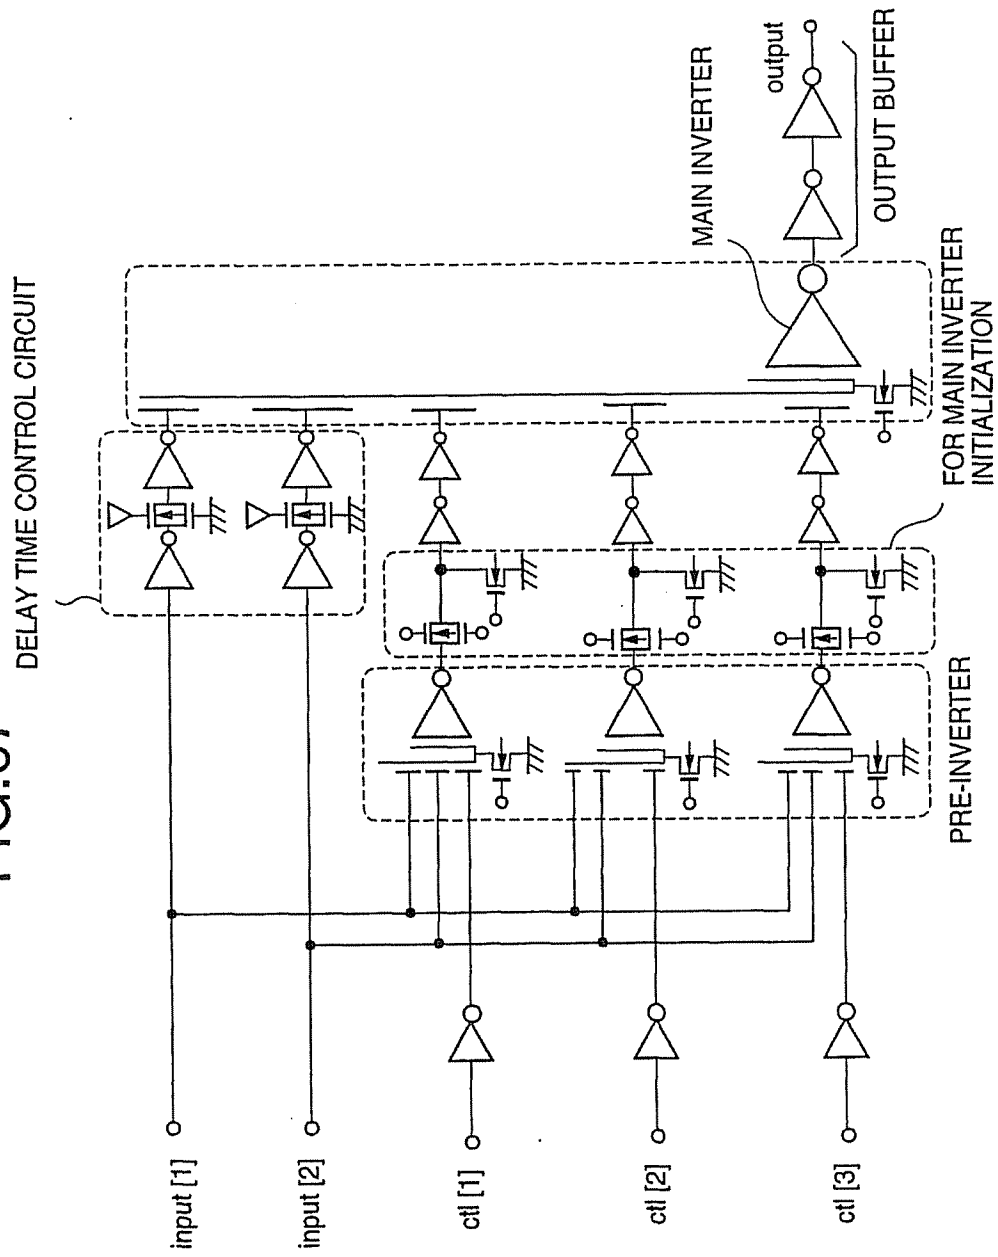 DELAY TIME CONTROL CIRCUIT
MAIN INVERTER
output
OUTPUT BUFFER
FOR MAIN INVERTER
INITIALIZATION
PRE-INVERTER
input [1]
input [2]
ctl [1]
ctl [2]
ctl [3]